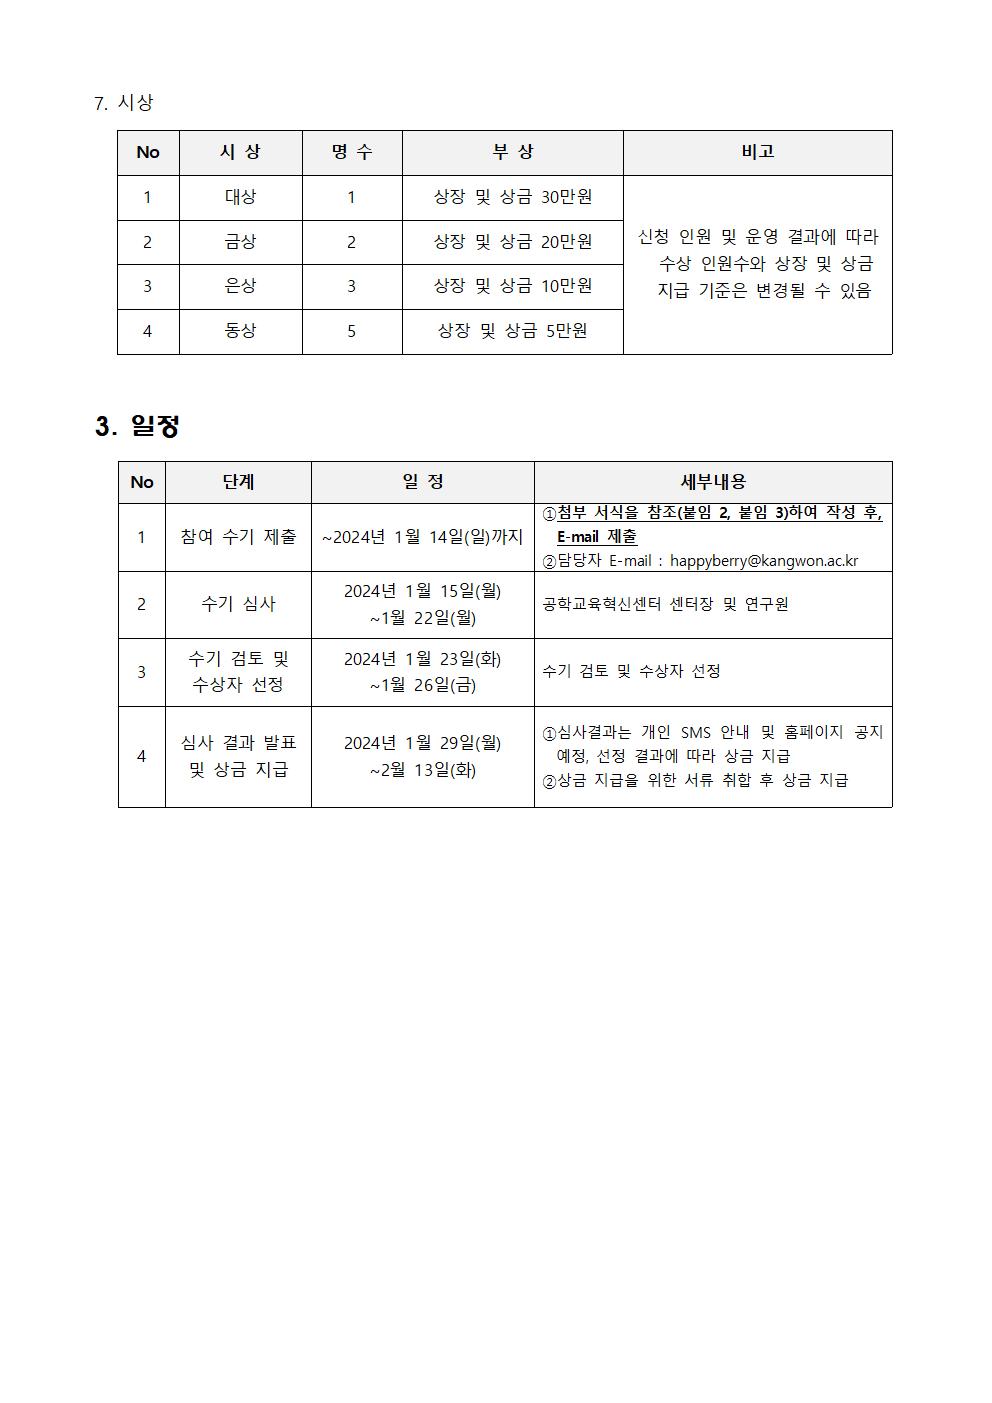 7. 시상
No 시 상 명 수 부 상 비고
1 대상 1 상장 및 상금 30만원
2 금상 2 상장 및 상금 20만원
3 은상 3 상장 및 상금 10만원
4 동상 5 상장 및 상금 5만원
신청 인원 및 운영 결과에 따라
수상 인원수와 상장 및 상금
지급 기준은 변경될 수 있음
3. 일정
No 단계 일 정 세부내용
1 참여 수기 제출 ~2024년 1월 14일(일)까지
①첨부 서식을 참조(붙임 2, 붙임 3)하여 작성 후,
E-mail 제출
②담당자 E-mail : happyberry@kangwon.ac.kr
2 수기 심사
2024년 1월 15일(월)
~1월 22일(월)
공학교육혁신센터 센터장 및 연구원
3
수기 검토 및
수상자 선정
2024년 1월 23일(화)
~1월 26일(금)
수기 검토 및 수상자 선정
4
심사 결과 발표
및 상금 지급
2024년 1월 29일(월)
~2월 13일(화)
①심사결과는 개인 SMS 안내 및 홈페이지 공지
예정, 선정 결과에 따라 상금 지급
②상금 지급을 위한 서류 취합 후 상금 지급